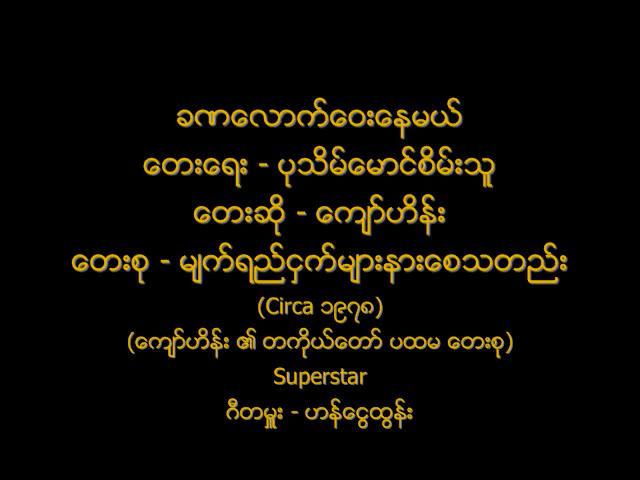 ခဏလောက်ဝေးနေမယ်
တေးရေး - ပုသိမ်မောင်စိမ်းသူ
တေးဆို - ကျော်ဟိန်း
တေးစု - မျက်ရည်ငှက်များနားစေသတည်း
(Circa ၁၉၇၈)
(ကျော်ဟိန်း ၏ တကိုယ်တော် ပထမ တေးစု)
Superstar
ဂီတမှူး - ဟန်ငွေထွန်း